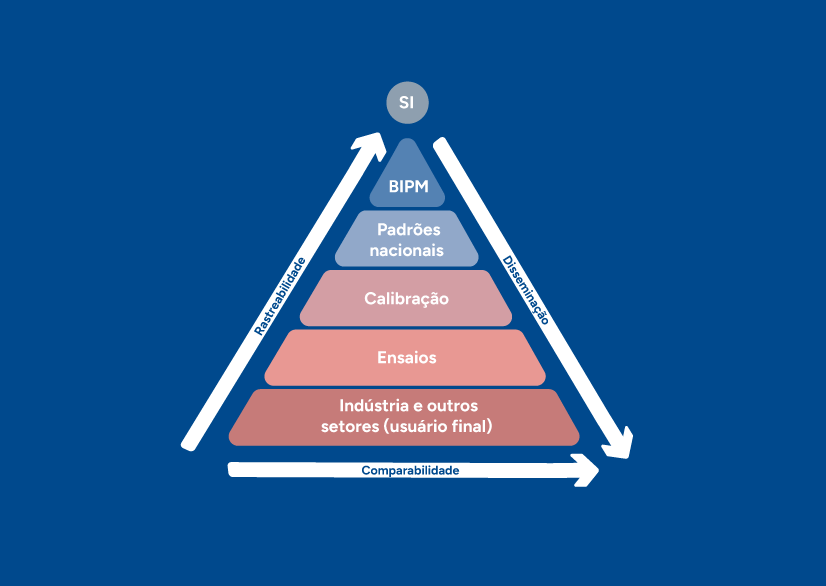 SI
BIPM
Padrões
nacionais
Calibração
Ensaios
Indústria e outros
setores (usuário final)
Rastreabilidade
Disseminação
Comparabilidade